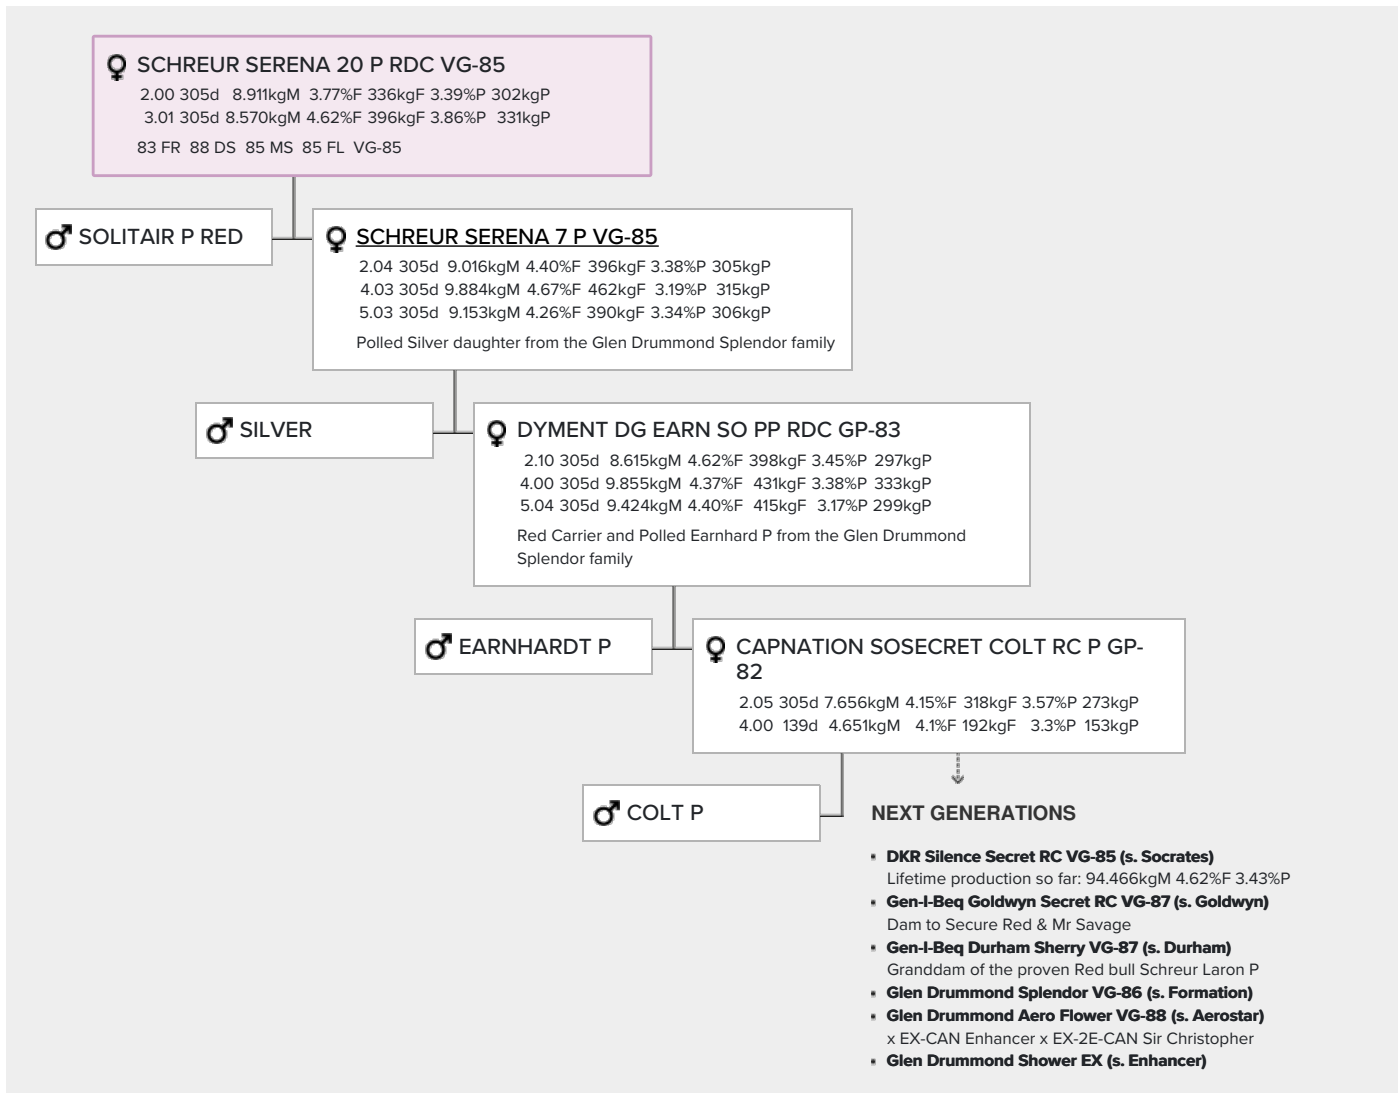 SCHREUR SERENA 20 P RDC VG-85
2.00 305d 8.911kgM 3.77%F 336kgF 3.39%P 302kgP
3.01 305d 8.570kgM 4.62%F 396kgF 3.86%P 331kgP
83 FR 88 DS 85 MS 85 FL VG-85
SOLITAIR P RED
SCHREUR SERENA 7 P VG-85
2.04 305d 9.016kgM 4.40%F 396kgF 3.38%P 305kgP
4.03 305d 9.884kgM 4.67%F 462kgF 3.19%P 315kgP
5.03 305d 9.153kgM 4.26%F 390kgF 3.34%P 306kgP
Polled Silver daughter from the Glen Drummond Splendor family
SILVER
DYMENT DG EARN SO PP RDC GP-83
2.10 305d 8.615kgM 4.62%F 398kgF 3.45%P 297kgP
4.00 305d 9.855kgM 4.37%F 431kgF 3.38%P 333kgP
5.04 305d 9.424kgM 4.40%F 415kgF 3.17%P 299kgP
Red Carrier and Polled Earnhard P from the Glen Drummond
Splendor family
EARNHARDT P
CAPNATION SOSECRET COLT RC P GP-
82
2.05 305d 7.656kgM 4.15%F 318kgF 3.57%P 273kgP
4.00 139d 4.651kgM 4.1%F 192kgF 3.3%P 153kgP
COLT P
NEXT GENERATIONS
▪ DKR Silence Secret RC VG-85 (s. Socrates)
Lifetime production so far: 94.466kgM 4.62%F 3.43%P
▪ Gen-I-Beq Goldwyn Secret RC VG-87 (s. Goldwyn)
Dam to Secure Red & Mr Savage
▪ Gen-I-Beq Durham Sherry VG-87 (s. Durham)
Granddam of the proven Red bull Schreur Laron P
▪ Glen Drummond Splendor VG-86 (s. Formation)
▪ Glen Drummond Aero Flower VG-88 (s. Aerostar)
x EX-CAN Enhancer x EX-2E-CAN Sir Christopher
▪ Glen Drummond Shower EX (s. Enhancer)